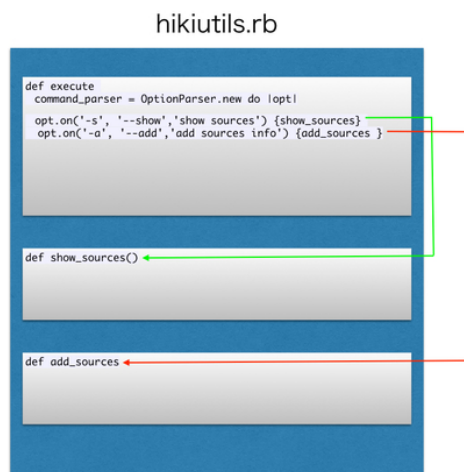 hikiutils.rb
def execute
command_parser = OptionParser.new do |opt|
opt.on('-s', '--show','show sources') {show_sources}
opt.on('-a', '--add','add sources info') {add_sources }
def show_sources()
def add_sources